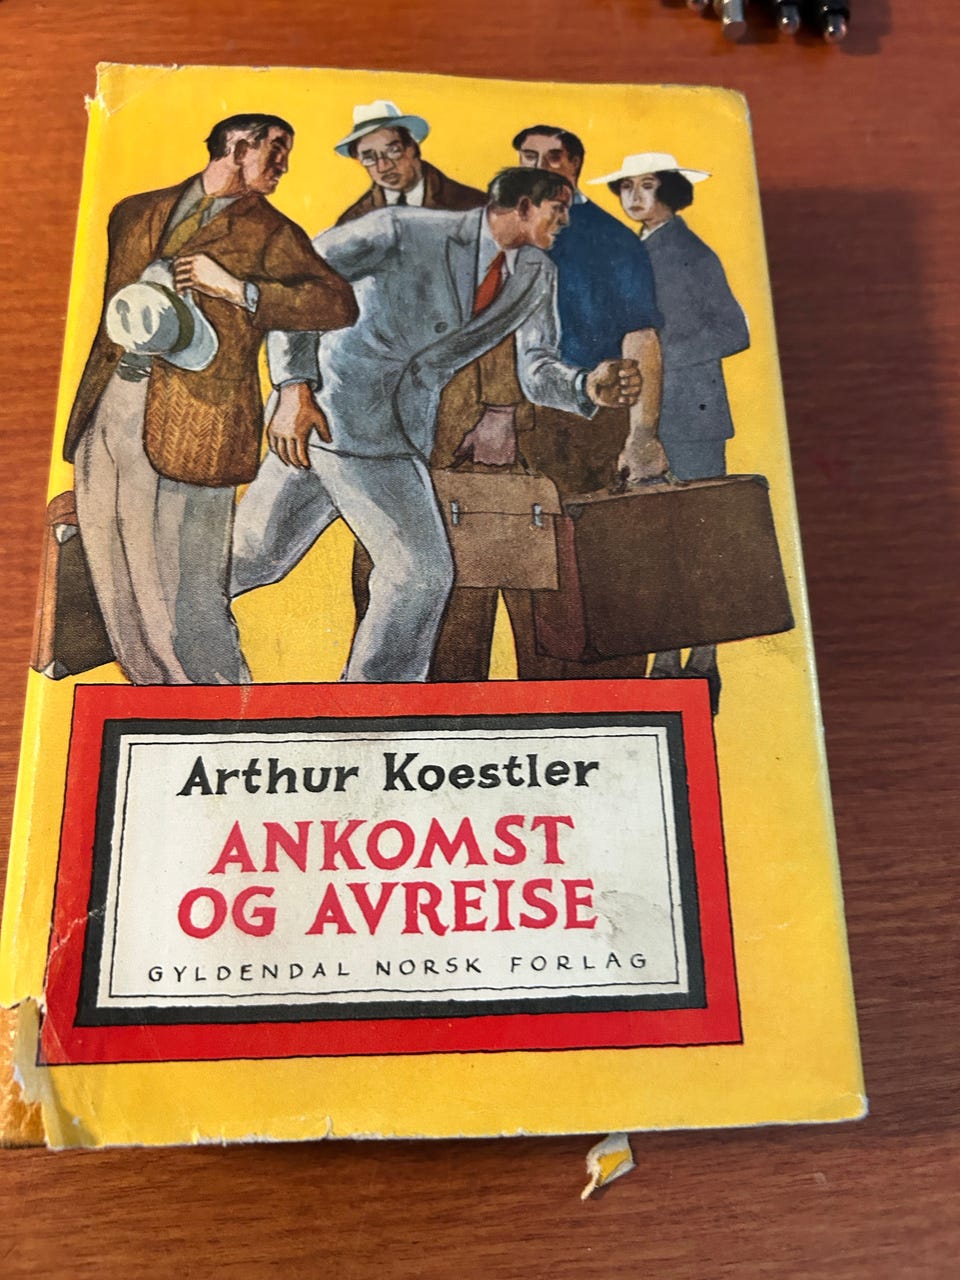 Arthur Koestler
ANKOMST
OG AVREISE
GYLDENDAL NORSK FORLAG